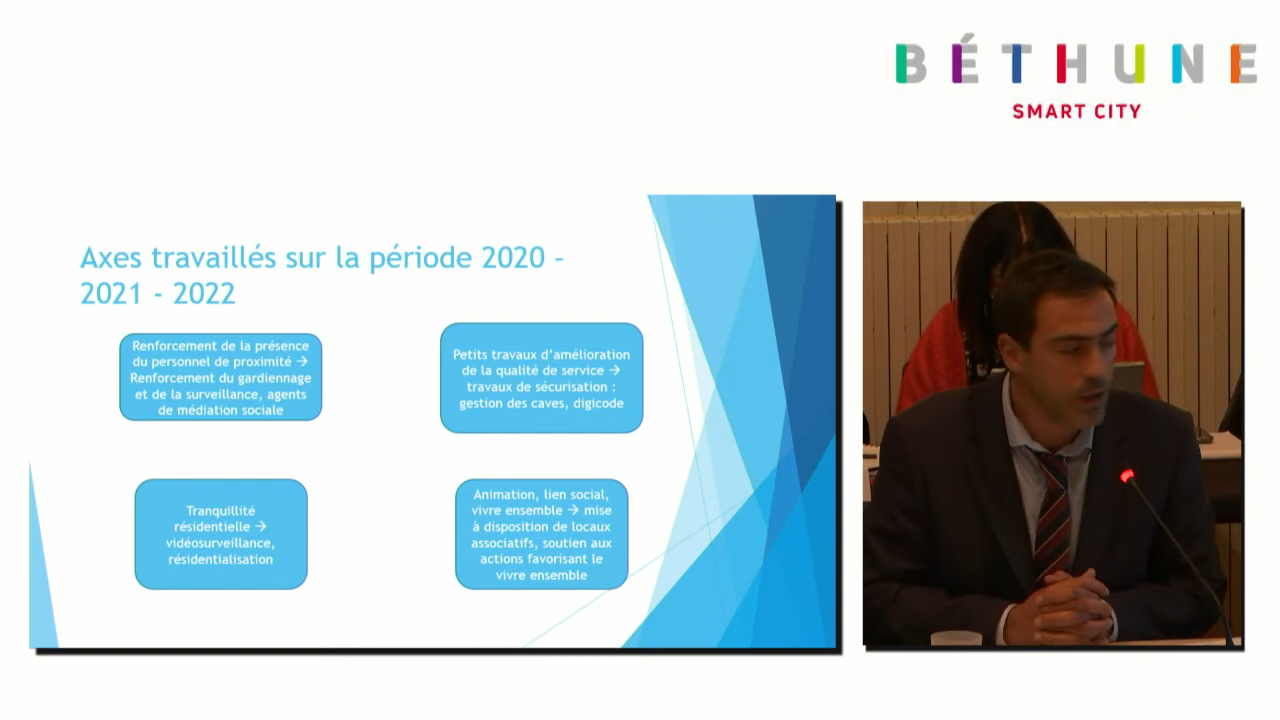 BÉTHUNE
SMART CITY
Axes travaillés sur la période 2020 –
2021 - 2022
Renforcement de la présence
du personnel de proximité →
Renforcement du gardiennage
et de la surveillance, agents
de médiation sociale
Petits travaux d’amélioration
de la qualité de service →
travaux de sécurisation :
gestion des caves, digicode
Tranquillité
résidentielle →
vidéosurveillance,
résidentialisation
Animation, lien social,
vivre ensemble → mise
à disposition de locaux
associatifs, soutien aux
actions favorisant le
vivre ensemble